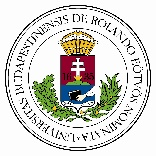 UNIVERSITAS BUDAPESTINENSIS DE ROLANDO EÖTVÖS NOMINATA